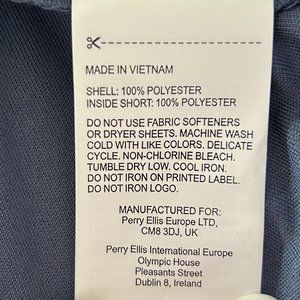 MADE IN VIETNAM
SHELL: 100% POLYESTER
INSIDE SHORT: 100% POLYESTER
DO NOT USE FABRIC SOFTENERS
OR DRYER SHEETS. MACHINE WASH
COLD WITH LIKE COLORS. DELICATE
CYCLE. NON-CHLORINE BLEACH.
TUMBLE DRY LOW. COOL IRON.
DO NOT IRON ON PRINTED LABEL.
DO NOT IRON LOGO.
MANUFACTURED FOR:
Perry Ellis Europe LTD,
CM8 3DJ, UK
Perry Ellis International Europe
Olympic House
Pleasants Street
Dublin 8, Ireland